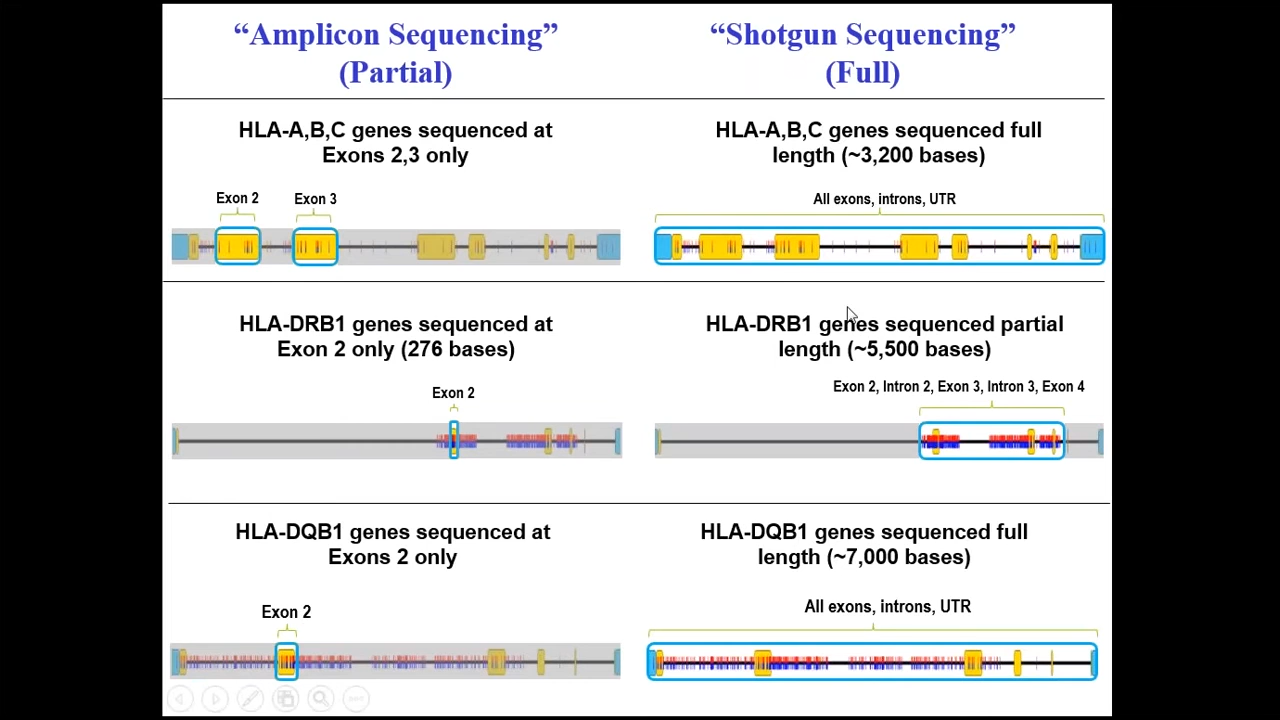 “Amplicon Sequencing”
(Partial)
“Shotgun Sequencing”
(Full)
HLA-A,B,C genes sequenced at
Exons 2,3 only
HLA-A,B,C genes sequenced full
length (~3,200 bases)
Exon 2
Exon 3
All exons, introns, UTR
HLA-DRB1 genes sequenced at
Exon 2 only (276 bases)
HLA-DRB1 genes sequenced partial
length (~5,500 bases)
Exon 2
Exon 2, Intron 2, Exon 3, Intron 3, Exon 4
HLA-DQB1 genes sequenced at
Exons 2 only
HLA-DQB1 genes sequenced full
length (~7,000 bases)
Exon 2
All exons, introns, UTR